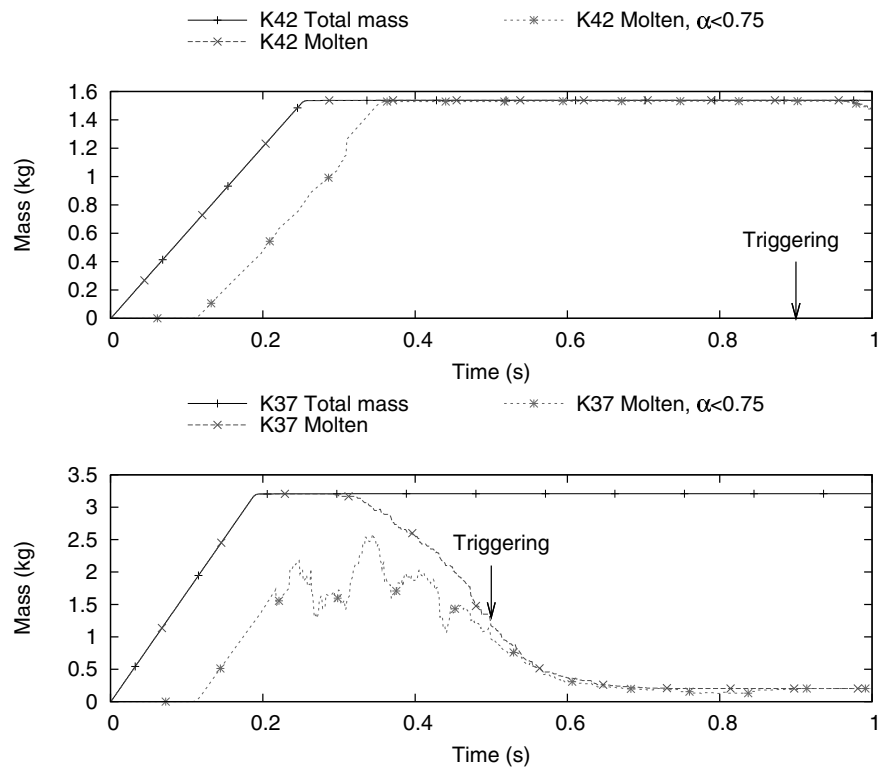 K42 Total mass
K42 Molten
K42 Molten, α<0.75
Mass (kg)
1.6
1.4
1.2
1
0.8
0.6
0.4
0.2
0
Triggering
0 0.2 0.4 0.6 0.8 1
Time (s)
K37 Total mass
K37 Molten
K37 Molten, α<0.75
Mass (kg)
3.5
3
2.5
2
1.5
1
0.5
0
Triggering
0 0.2 0.4 0.6 0.8 1
Time (s)